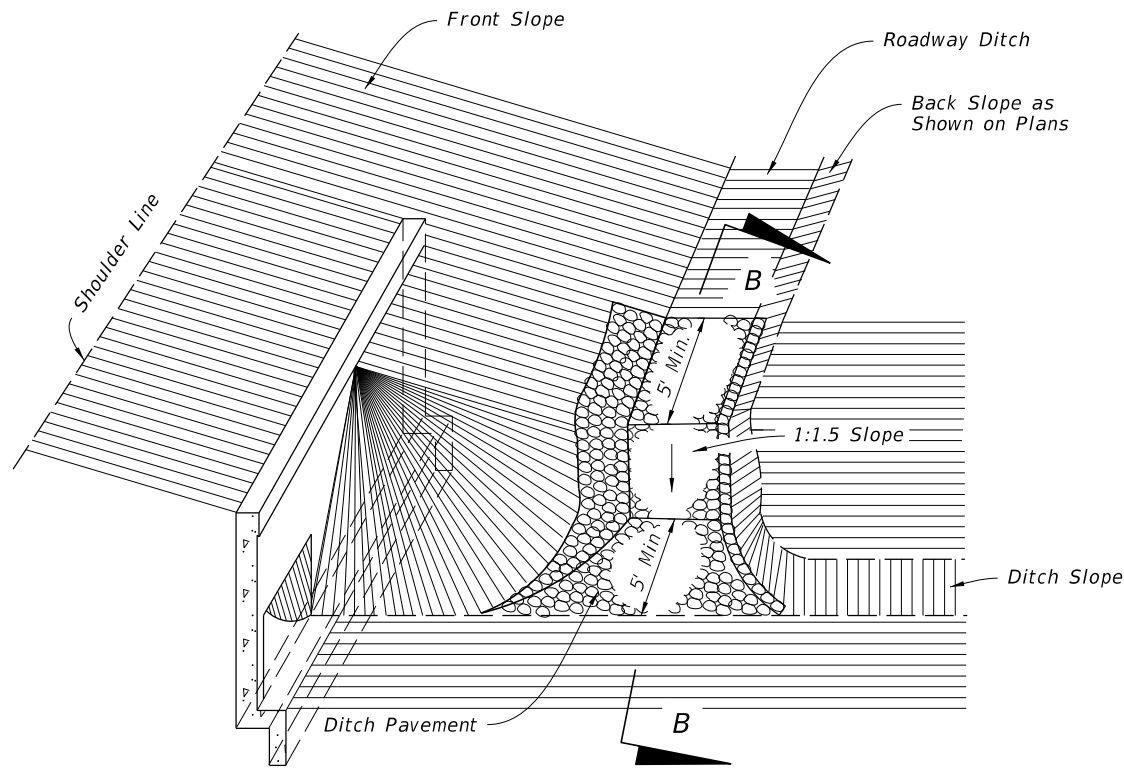 Front Slope
Roadway Ditch
Back Slope as
Shown on Plans
Shoulder Line
B
5' Min.
1:1.5 Slope
5' Min
Ditch Slope
Ditch Pavement
B